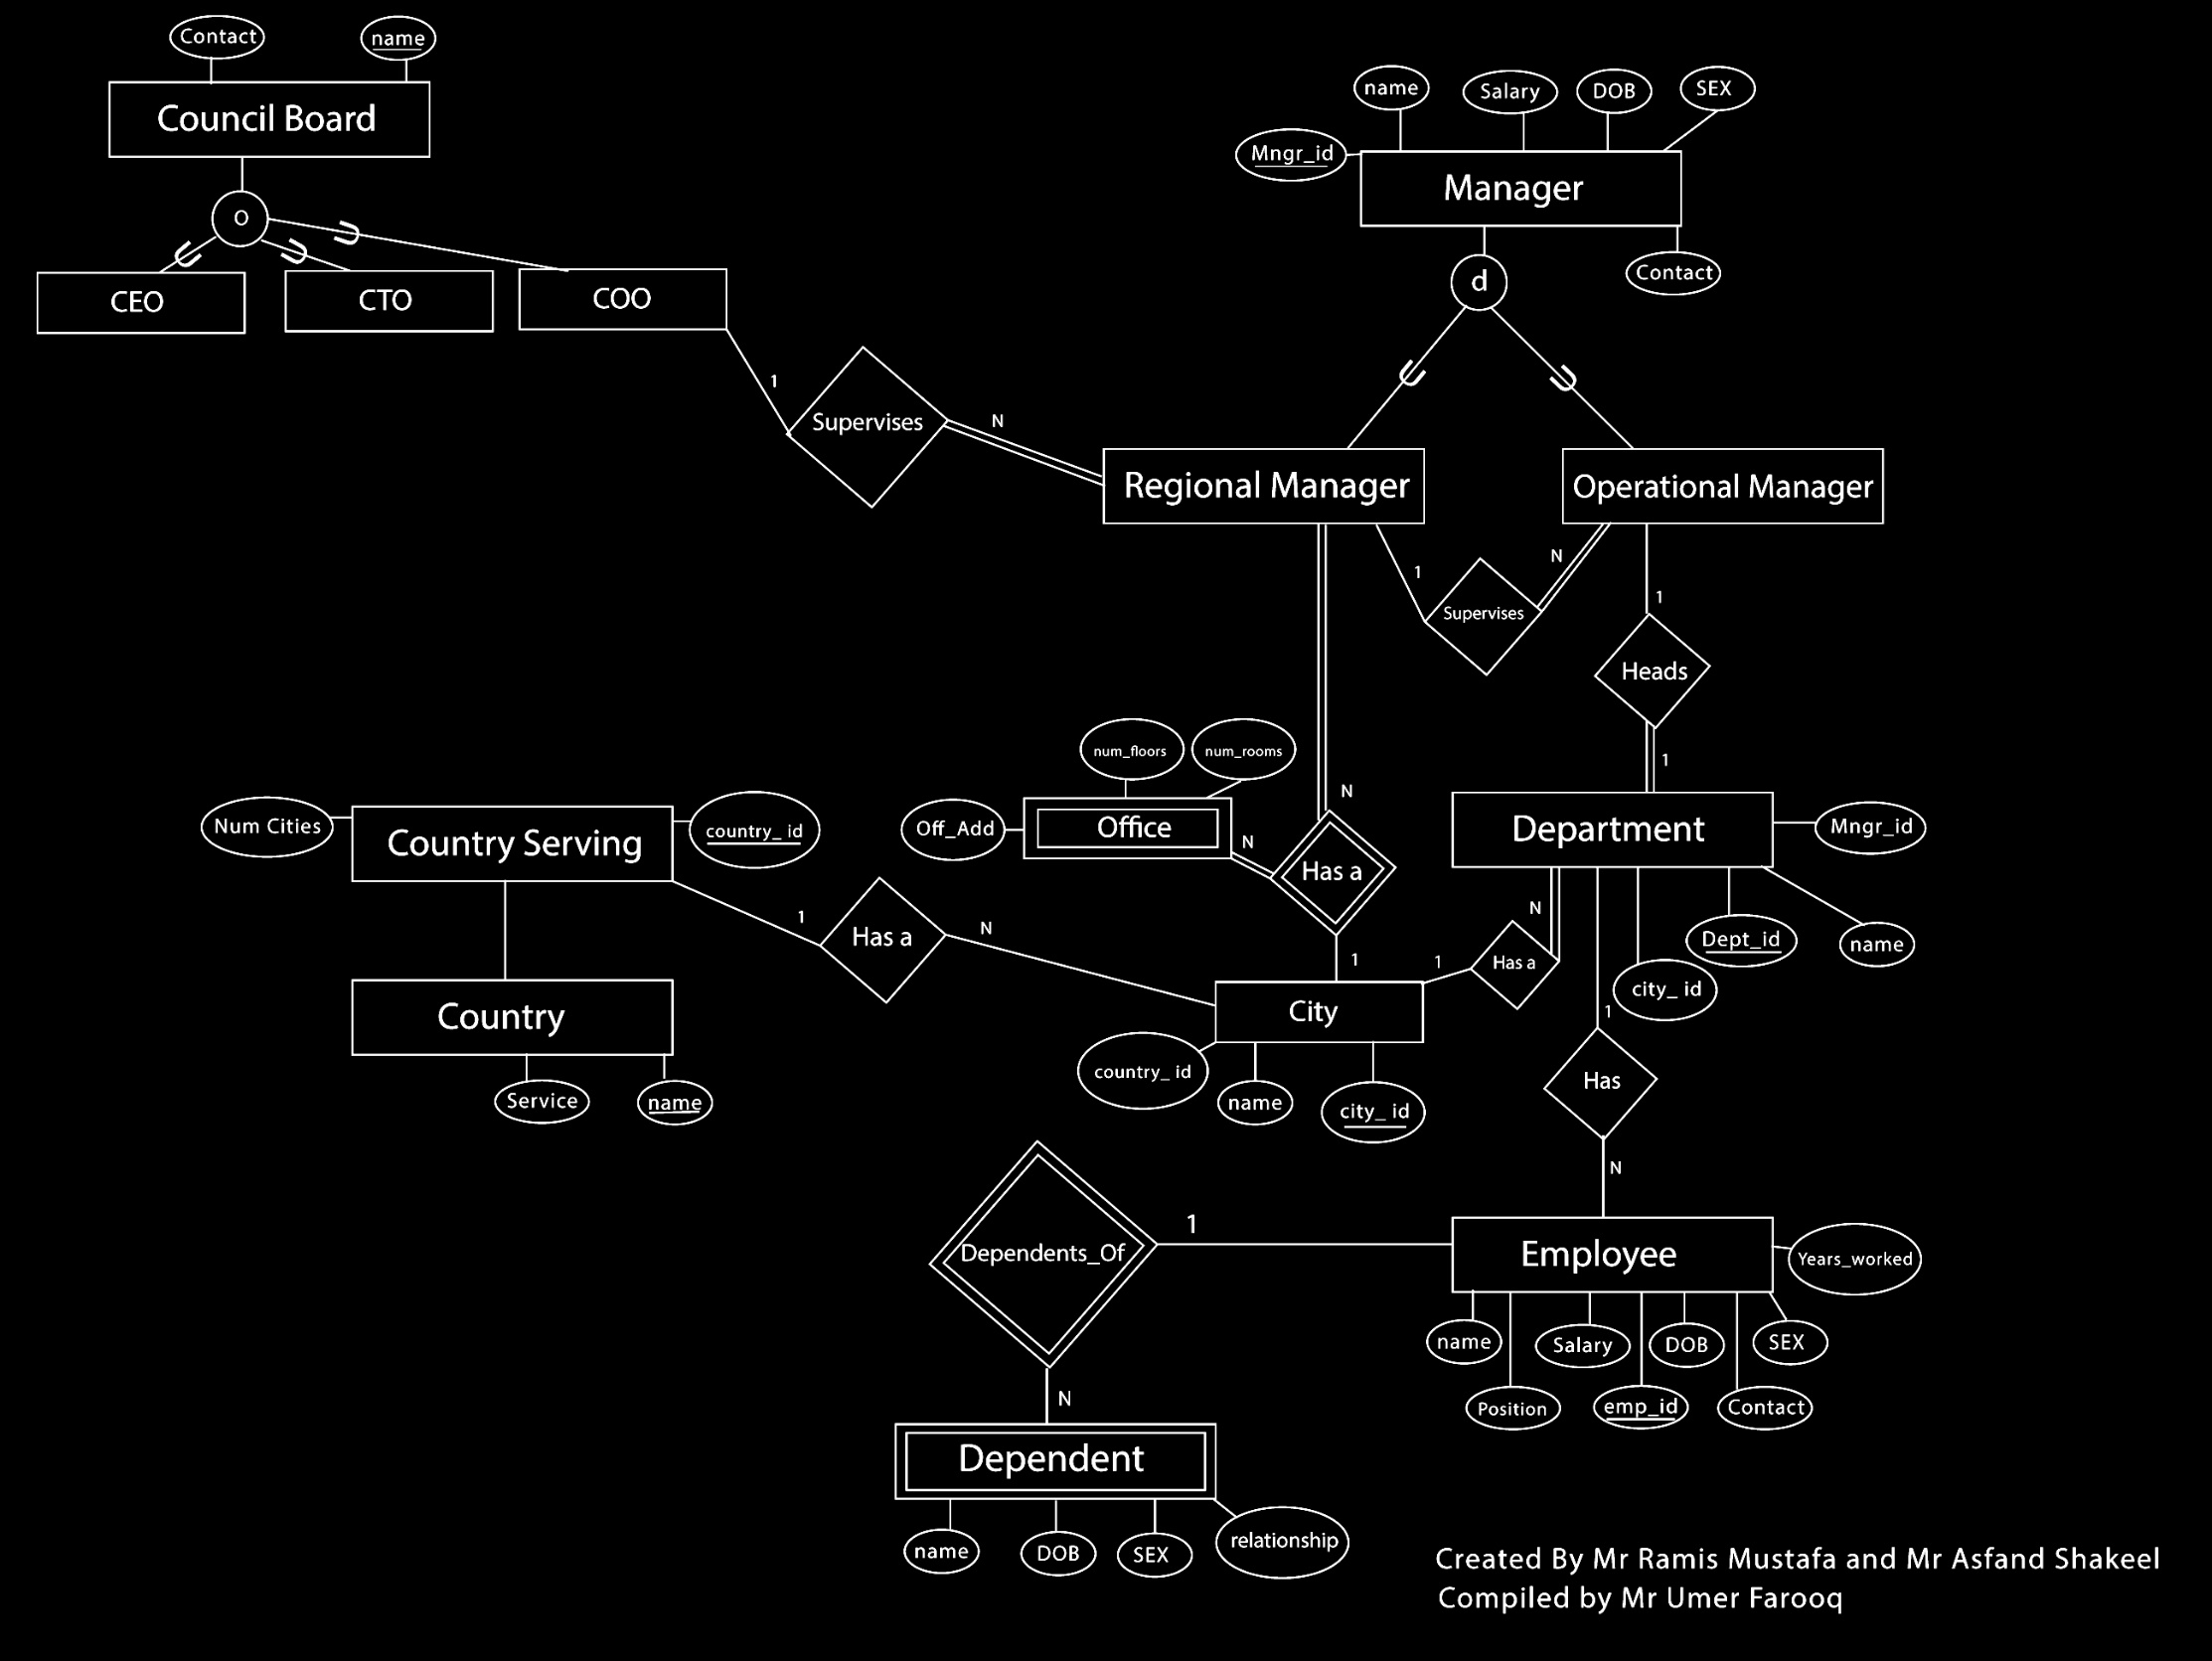 Contact
name
Council Board
O
CEO
CTO
COO
name
Salary
DOB
SEX
Mngr_id
Manager
Contact
d
1
Supervises
N
Regional Manager
Operational Manager
1
Supervises
N
1
Heads
1
num_floors
num_rooms
Off_Add
Office
N
N
Has a
1
Num Cities
Country Serving
country_ id
1
Has a
N
Country
Service
name
Department
Mngr_id
N
Has a
1
Dept_id
name
city_ id
City
country_ id
name
city_ id
1
Has
N
Dependents_Of
1
Employee
Years_worked
name
Salary
DOB
SEX
Position
emp_id
Contact
N
Dependent
name
DOB
SEX
relationship
Created By Mr Ramis Mustafa and Mr Asfand Shakeel
Compiled by Mr Umer Farooq